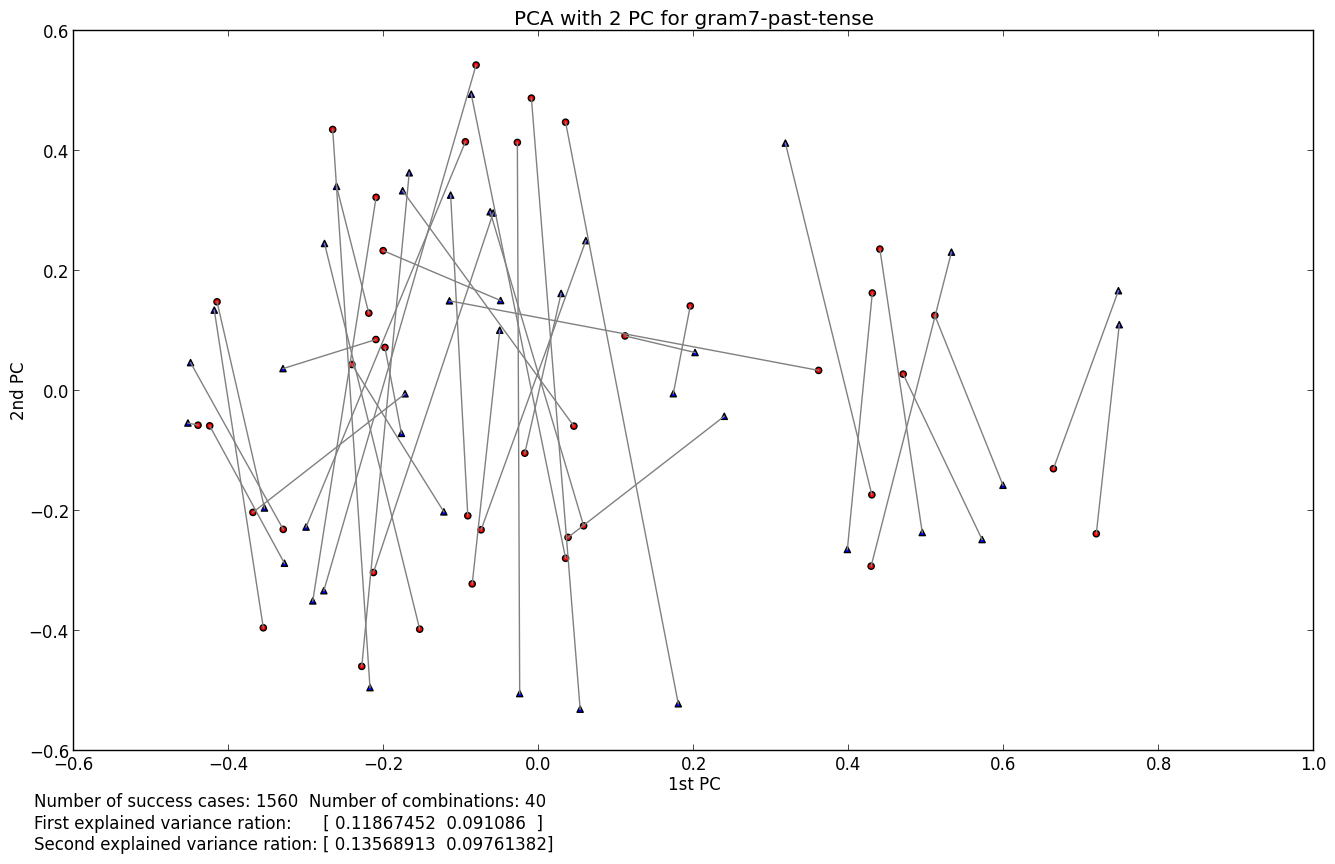 PCA with 2 PC for gram7-past-tense
0.6
0.4
0.2
0.0
−0.2
−0.4
−0.6
2nd PC
−0.6 −0.4 −0.2 0.0 0.2 0.4 0.6 0.8 1.0
1st PC
Number of success cases: 1560 Number of combinations: 40
First explained variance ration: [ 0.11867452 0.091086 ]
Second explained variance ration: [ 0.13568913 0.09761382]